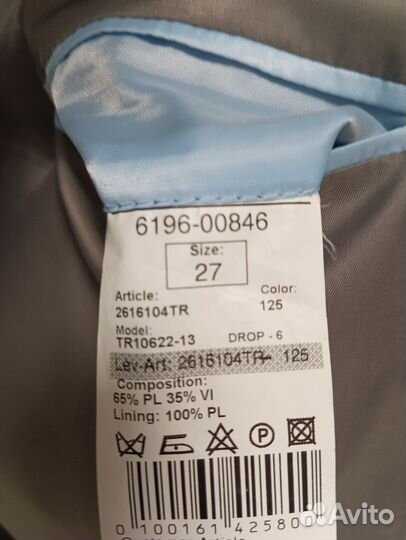 6196-00846
Size:
27
Article: Color:
2616104TR 125
Model:
TR10622-13 DROP - 6
Lev-Art: 2616104TR- 125
Composition:
65% PL 35% VI
Lining: 100% PL
P
0 100161 425800
Avito